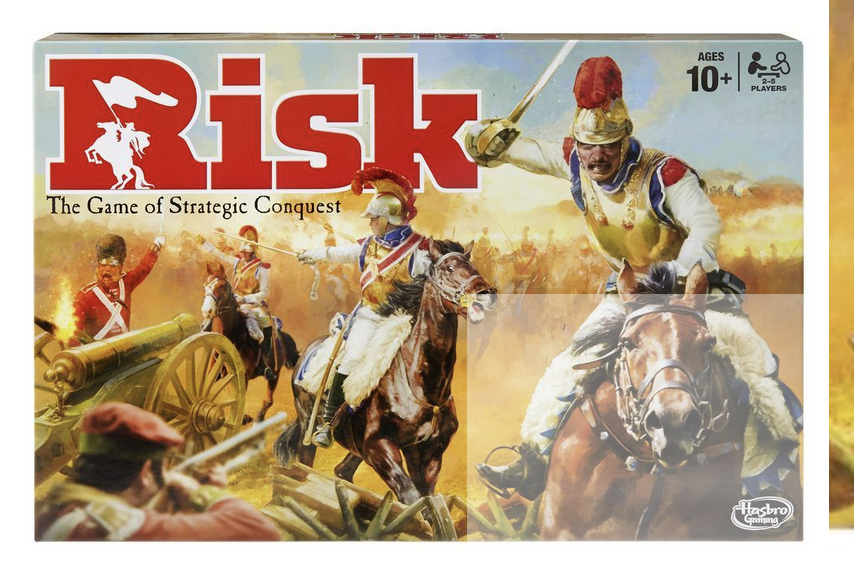 Risk
The Game of Strategic Conquest
AGES
10+
2-5
PLAYERS
Hasbro
Gaming